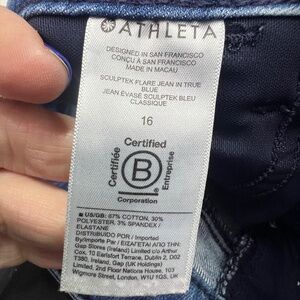 ATHLETA
DESIGNED IN SAN FRANCISCO
CONÇU À SAN FRANCISCO
MADE IN MACAU
SCULPTEK FLARE JEAN IN TRUE
BLUE
JEAN ÉVASÉ SCULPTEK BLEU
CLASSIQUE
16
Certified
Certifiée
B
Entreprise
Corporation
US/GB: 67% COTTON, 30%
POLYESTER, 3% SPANDEX /
ELASTANE
DISTRIBUIDO POR / Imported
By/Importe Par / ΕΙΣΑΓΕΤΑΙ ΑΠΟ ΤΗΝ:
Gap Stores (Ireland) Limited c/o Arthur
Cox, 10 Earlsfort Terrace, Dublin 2, D02
T380, Ireland, Gap (UK Holdings)
Limited, 2nd Floor Nations House, 103
Wigmore Street, London, W1U 1QS, UK